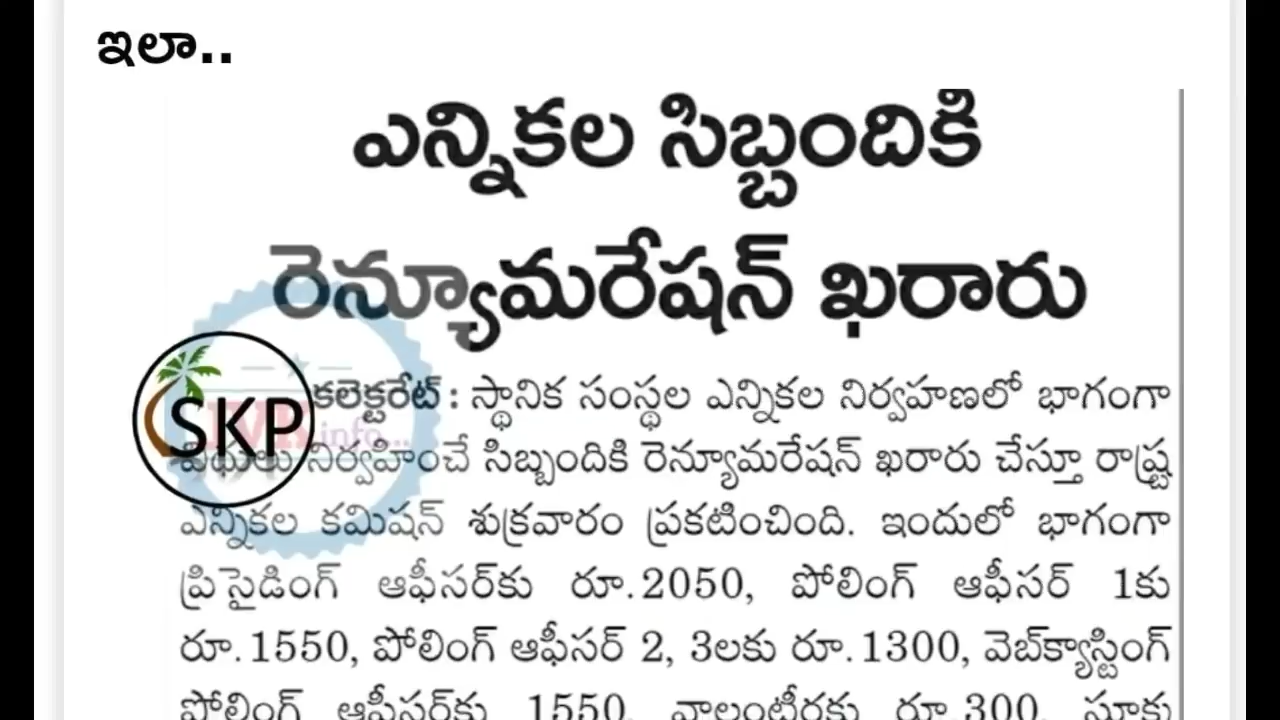 ఇలా..
ఎన్నికల సిబ్బందికి
రెన్యూమరేషన్ ఖరారు
SKP
info...
కలెక్టరేట్ : స్థానిక సంస్థల ఎన్నికల నిర్వహణలో భాగంగా
నిర్వహించే సిబ్బందికి రెన్యూమరేషన్ ఖరారు చేస్తూ రాష్ట్ర
ఎన్నికల కమిషన్ శుక్రవారం ప్రకటించింది. ఇందులో భాగంగా
ప్రిసైడింగ్ ఆఫీసర్‌కు రూ.2050, పోలింగ్ ఆఫీసర్ 1కు
రూ.1550, పోలింగ్ ఆఫీసర్ 2, 3లకు రూ.1300, వెబ్‌క్యాస్టింగ్
పోలింగ్ ఆఫీసర్‌కు 1550, వాలంటీర్లకు రూ.300,